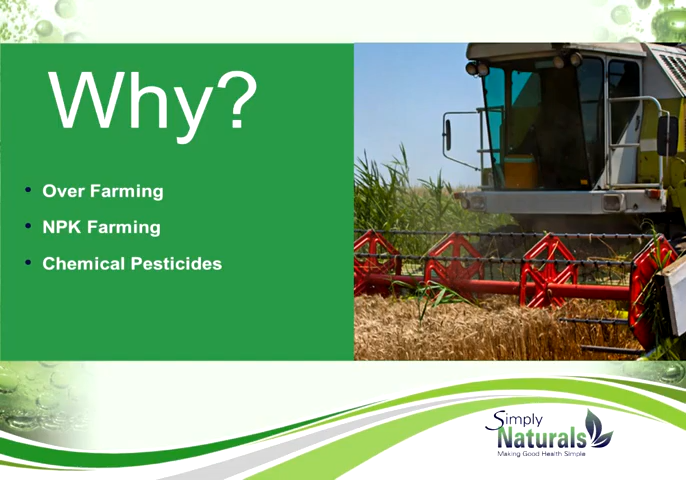 Why?
• Over Farming
• NPK Farming
• Chemical Pesticides
Simply
Naturals
Making Good Health Simple